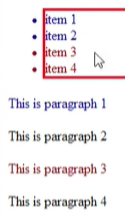 item 1
item 2
item 3
item 4
This is paragraph 1
This is paragraph 2
This is paragraph 3
This is paragraph 4